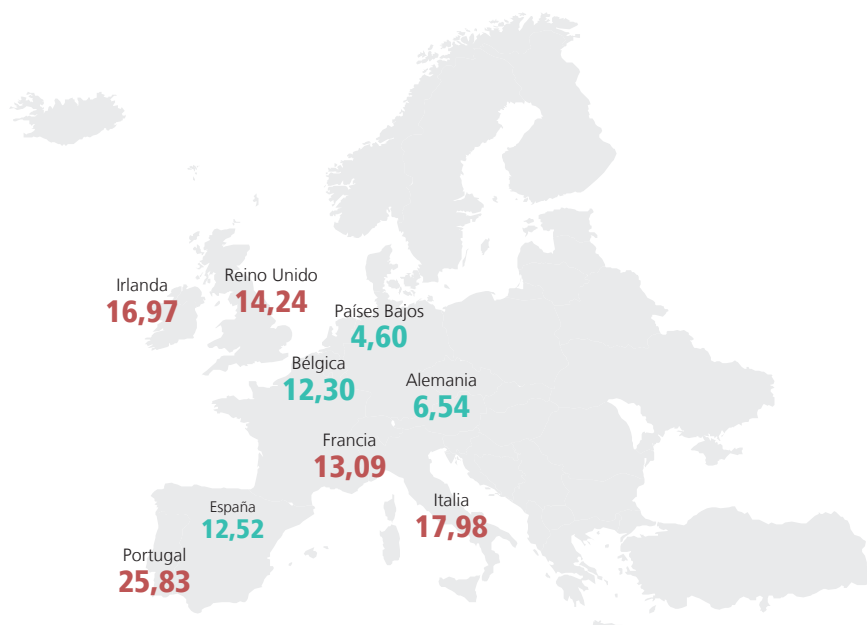 Reino Unido
14,24
Irlanda
16,97
Países Bajos
4,60
Bélgica
12,30
Alemania
6,54
Francia
13,09
Italia
17,98
España
12,52
Portugal
25,83